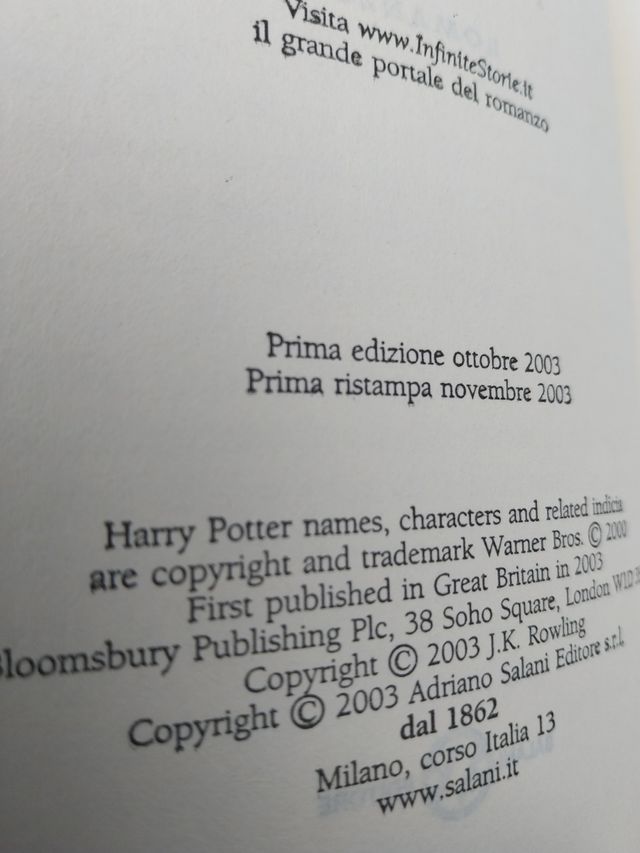 Visita www.InfiniteStorie.it
il grande portale del romanzo
Prima edizione ottobre 2003
Prima ristampa novembre 2003
Harry Potter names, characters and related indicia
are copyright and trademark Warner Bros. © 2000
First published in Great Britain in 2003
Bloomsbury Publishing Plc, 38 Soho Square, London W1D
Copyright © 2003 J.K. Rowling
Copyright © 2003 Adriano Salani Editore s.r.l.
dal 1862
Milano, corso Italia 13
www.salani.it